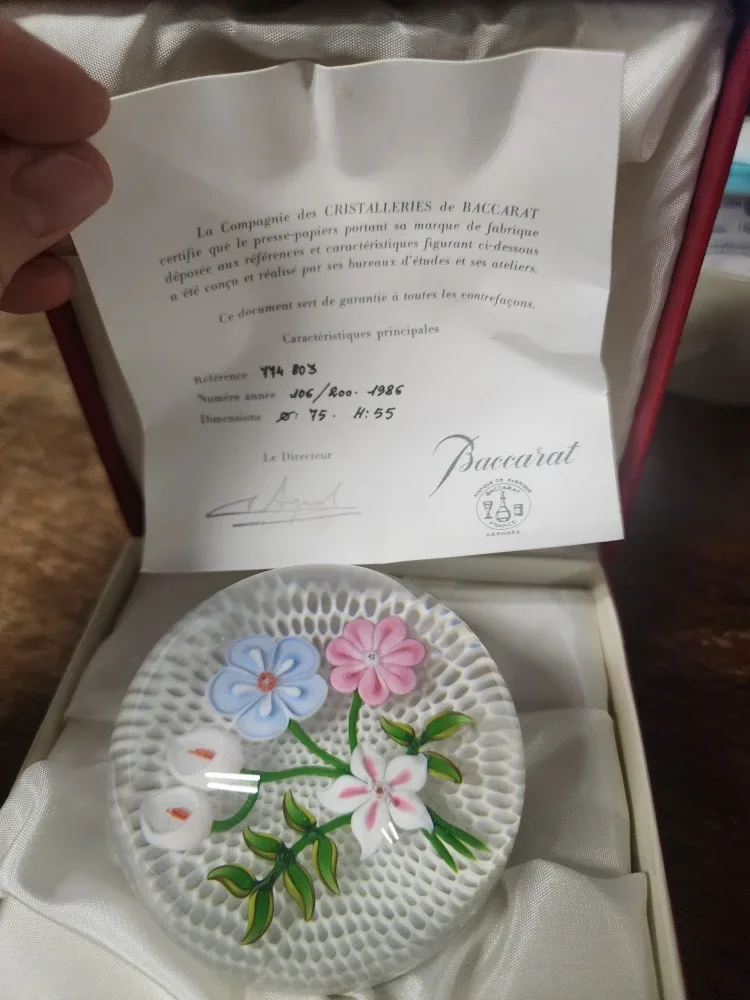 La Compagnie des CRISTALLERIES de BACCARAT
certifie que le presse-papiers portant sa marque de fabrique
déposée aux références et caractéristiques figurant ci-dessous
a été conçu et réalisé par ses bureaux d'études et ses ateliers.
Ce document sert de garantie à toutes les contrefaçons.
Caractéristiques principales
Référence 774 803
Numéro année 106/200. 1986
Dimensions ø: 75. H: 55
Le Directeur
Baccarat
MARQUE DE FABRIQUE
BACCARAT
FRANCE
DÉPOSÉE